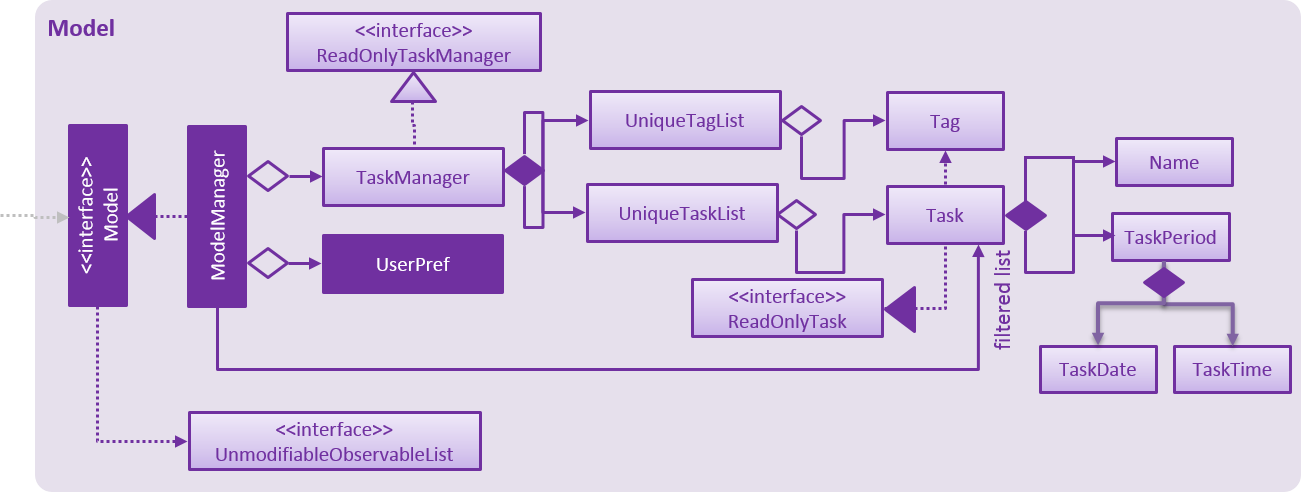 Model
<<interface>>
ReadOnlyTaskManager
<<interface>>
Model
ModelManager
TaskManager
UserPref
UniqueTagList
UniqueTaskList
Tag
Task
<<interface>>
ReadOnlyTask
filtered list
Name
TaskPeriod
TaskDate
TaskTime
<<interface>>
UnmodifiableObservableList